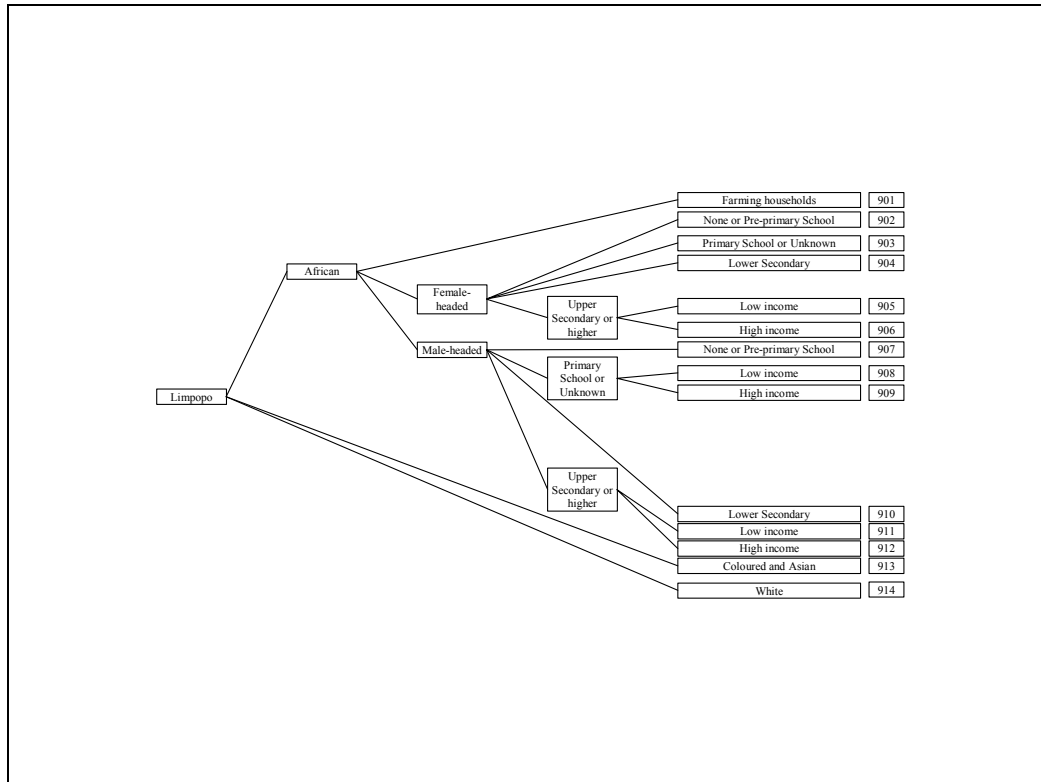 Farming households 901
None or Pre-primary School 902
Primary School or Unknown 903
Lower Secondary 904
African
Female-
headed
Upper
Secondary or
higher
Low income 905
High income 906
Male-headed
None or Pre-primary School 907
Primary
School or
Unknown
Low income 908
High income 909
Limpopo
Upper
Secondary or
higher
Lower Secondary 910
Low income 911
High income 912
Coloured and Asian 913
White 914